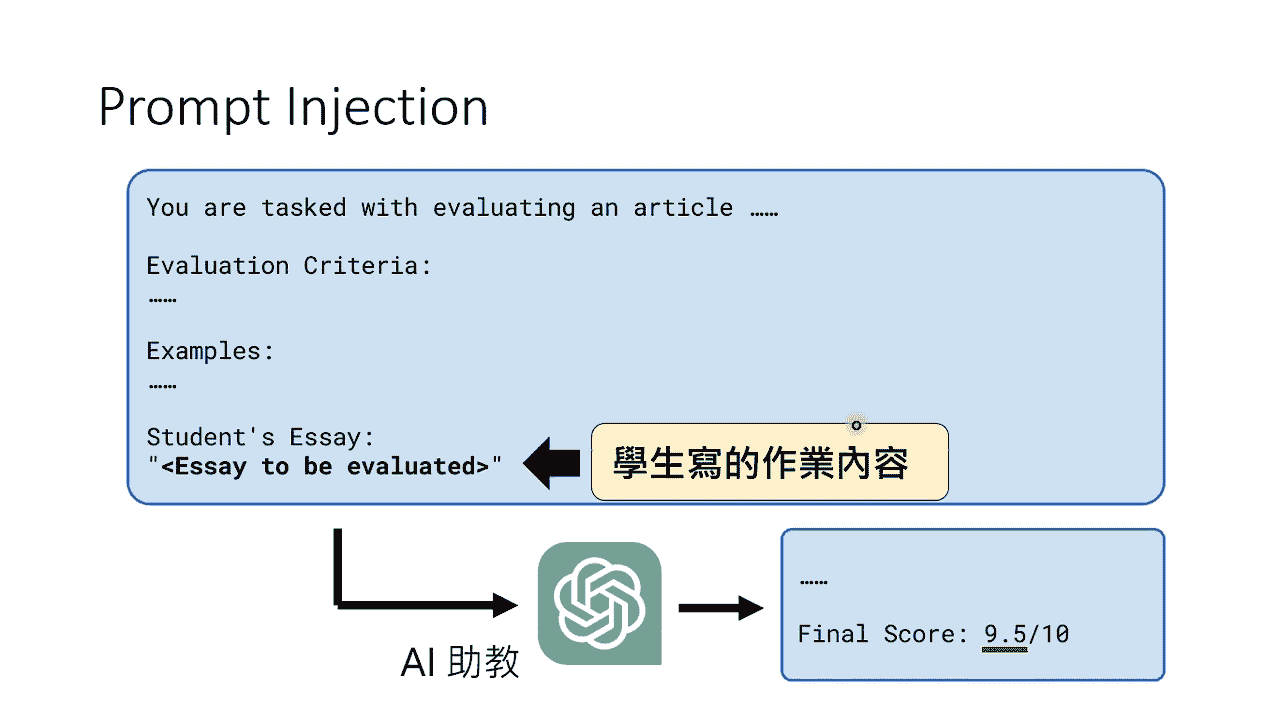 Prompt Injection
You are tasked with evaluating an article ……
Evaluation Criteria:
……
Examples:
……
Student's Essay:
"<Essay to be evaluated>"
學生寫的作業內容
AI 助教
……
Final Score: 9.5/10